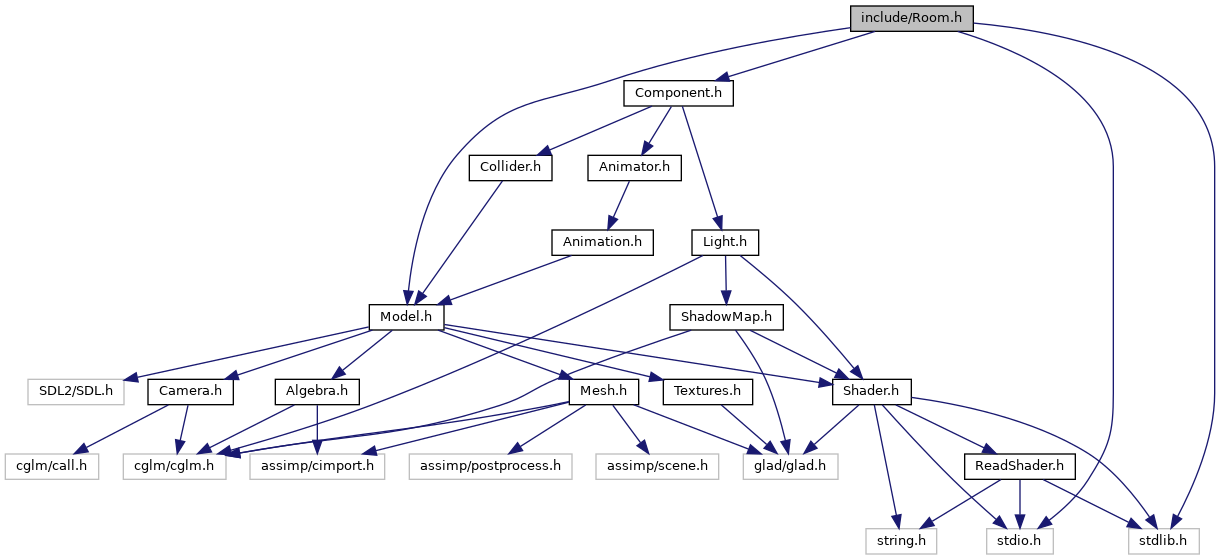 include/Room.h
Component.h
Collider.h
Animator.h
Animation.h
Light.h
Model.h
ShadowMap.h
SDL2/SDL.h
Camera.h
Algebra.h
Mesh.h
Textures.h
Shader.h
cglm/call.h
cglm/cglm.h
assimp/cimport.h
assimp/postprocess.h
assimp/scene.h
glad/glad.h
ReadShader.h
string.h
stdio.h
stdlib.h